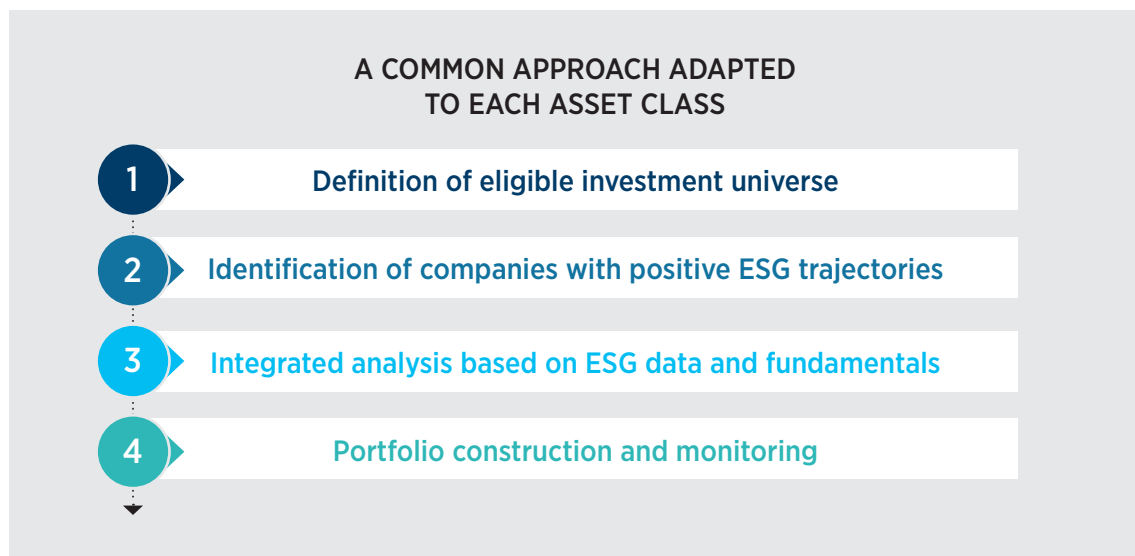 A COMMON APPROACH ADAPTED
TO EACH ASSET CLASS
1 Definition of eligible investment universe
2 Identification of companies with positive ESG trajectories
3 Integrated analysis based on ESG data and fundamentals
4 Portfolio construction and monitoring